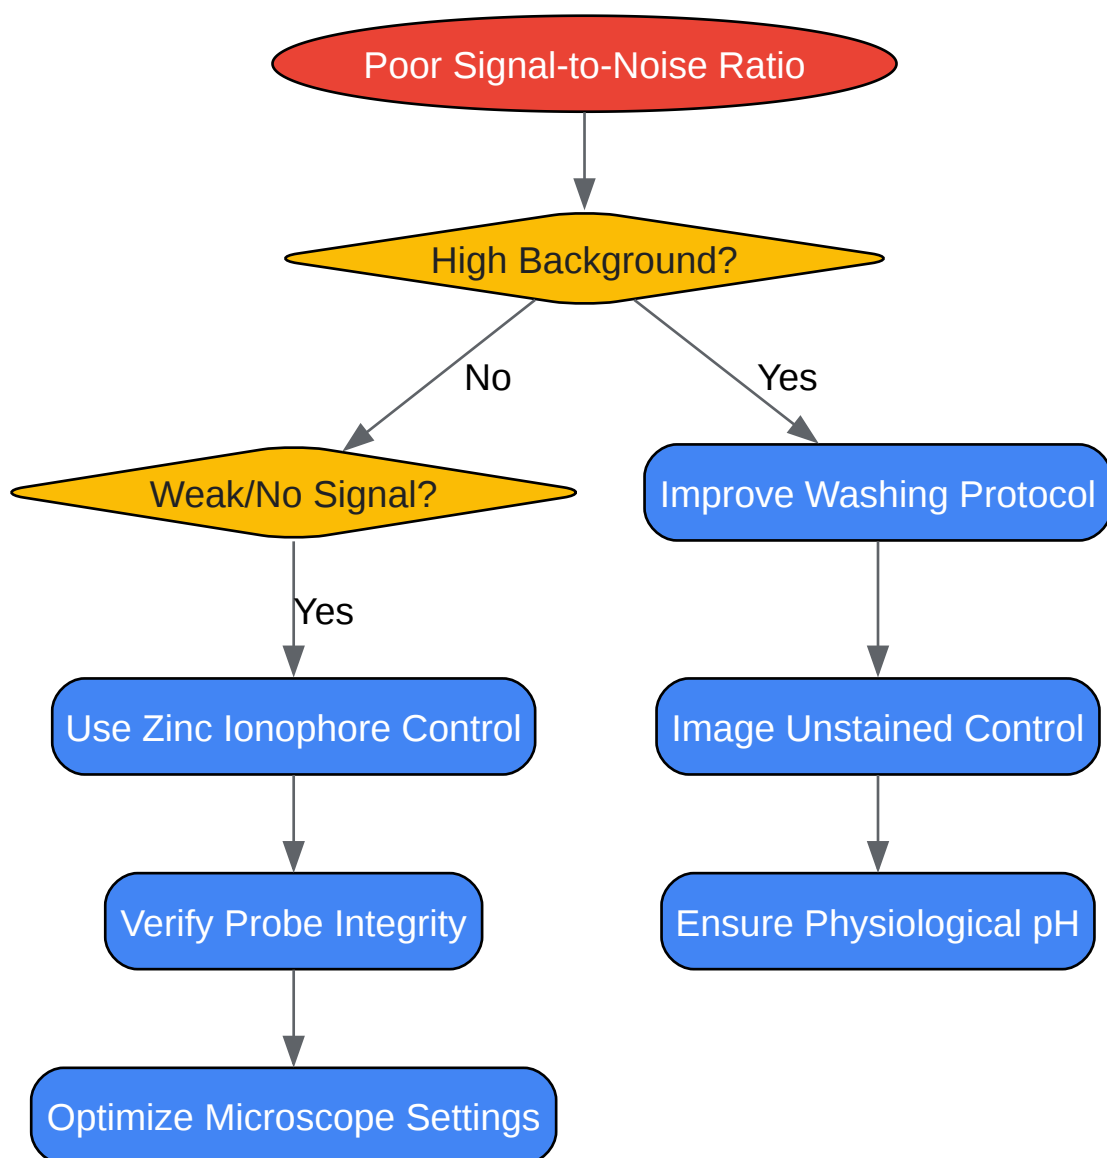 Poor Signal-to-Noise Ratio
High Background?
No
Yes
Weak/No Signal?
Improve Washing Protocol
Yes
Use Zinc Ionophore Control
Image Unstained Control
Verify Probe Integrity
Ensure Physiological pH
Optimize Microscope Settings